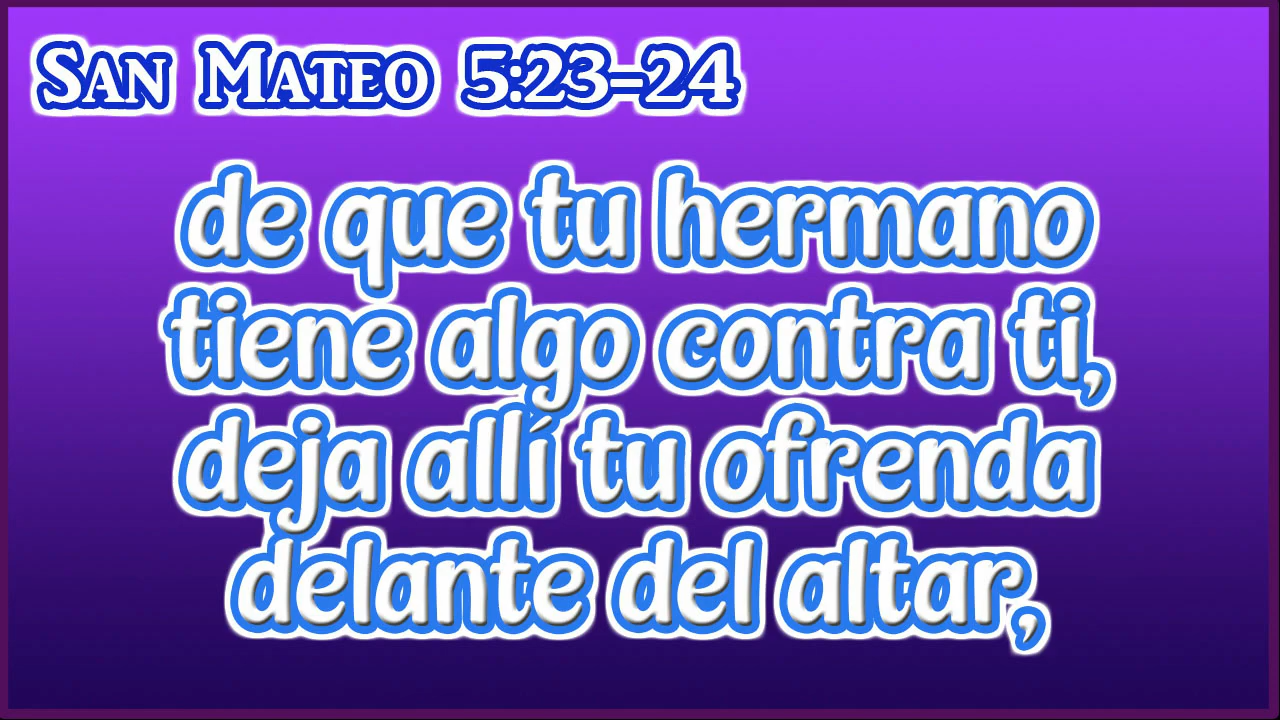 San Mateo 5:23-24
de que tu hermano
tiene algo contra ti,
deja allí tu ofrenda
delante del altar,